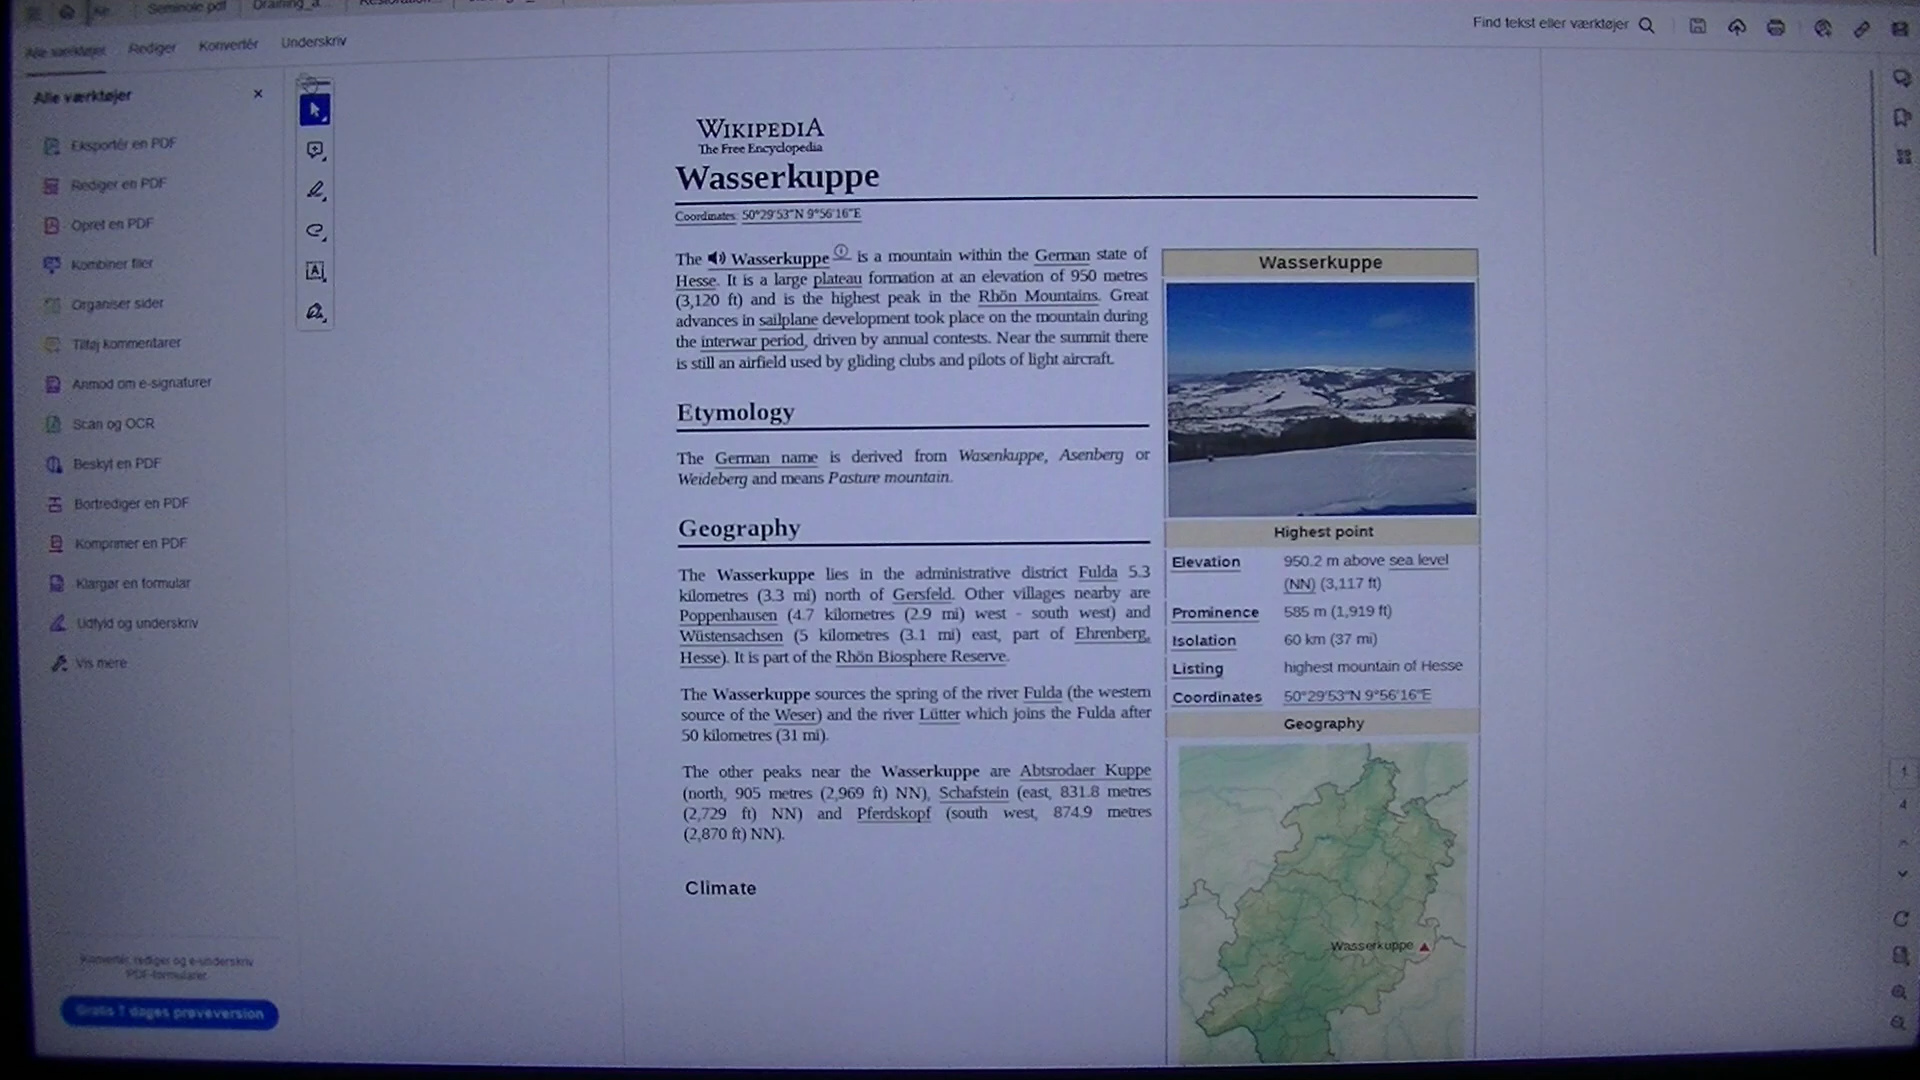 Seminole.pdf
Find tekst eller værktøjer
Alle værktøjer
Rediger
Konvertér
Underskriv
Alle værktøjer
Eksportér en PDF
Rediger en PDF
Opret en PDF
Kombiner filer
Organiser sider
Tilføj kommentarer
Anmod om e-signaturer
Scan og OCR
Beskyt en PDF
Bortrediger en PDF
Komprimer en PDF
Klargør en formular
Udfyld og underskriv
Vis mere
Konvertér, rediger og e-underskriv
PDF-formularer
Gratis 7 dages prøveversion
WIKIPEDIA
The Free Encyclopedia
Wasserkuppe
Coordinates: 50°29′53″N 9°56′16″E
The Wasserkuppe is a mountain within the German state of
Hesse. It is a large plateau formation at an elevation of 950 metres
(3,120 ft) and is the highest peak in the Rhön Mountains. Great
advances in sailplane development took place on the mountain during
the interwar period, driven by annual contests. Near the summit there
is still an airfield used by gliding clubs and pilots of light aircraft.
Etymology
The German name is derived from Wasenkuppe, Asenberg or
Weideberg and means Pasture mountain.
Geography
The Wasserkuppe lies in the administrative district Fulda 5.3
kilometres (3.3 mi) north of Gersfeld. Other villages nearby are
Poppenhausen (4.7 kilometres (2.9 mi) west - south west) and
Wüstensachsen (5 kilometres (3.1 mi) east, part of Ehrenberg,
Hesse). It is part of the Rhön Biosphere Reserve.
The Wasserkuppe sources the spring of the river Fulda (the western
source of the Weser) and the river Lütter which joins the Fulda after
50 kilometres (31 mi).
The other peaks near the Wasserkuppe are Abtsrodaer Kuppe
(north, 905 metres (2,969 ft) NN), Schafstein (east, 831.8 metres
(2,729 ft) NN) and Pferdskopf (south west, 874.9 metres
(2,870 ft) NN).
Climate
Wasserkuppe
Highest point
Elevation 950.2 m above sea level
(NN) (3,117 ft)
Prominence 585 m (1,919 ft)
Isolation 60 km (37 mi)
Listing highest mountain of Hesse
Coordinates 50°29′53″N 9°56′16″E
Geography
Wasserkuppe
1
4